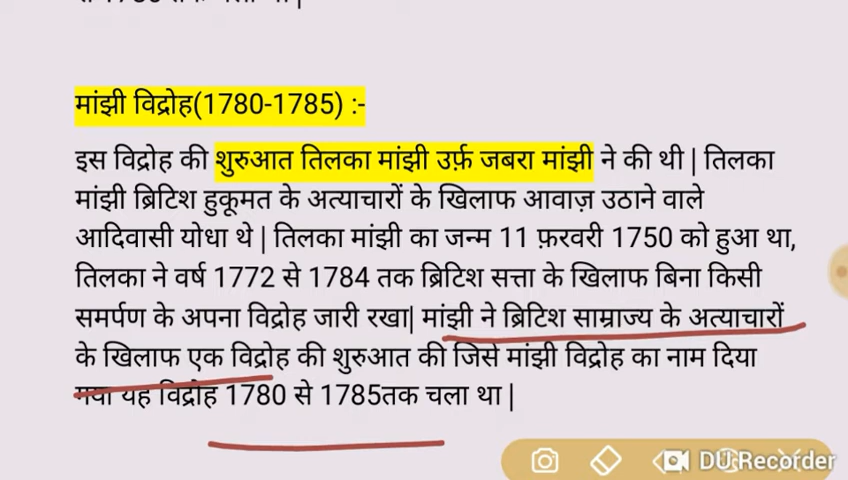 मांझी विद्रोह(1780-1785) :-
इस विद्रोह की शुरुआत तिलका मांझी उर्फ़ जबरा मांझी ने की थी | तिलका
मांझी ब्रिटिश हुकूमत के अत्याचारों के खिलाफ आवाज़ उठाने वाले
आदिवासी योधा थे | तिलका मांझी का जन्म 11 फ़रवरी 1750 को हुआ था,
तिलका ने वर्ष 1772 से 1784 तक ब्रिटिश सत्ता के खिलाफ बिना किसी
समर्पण के अपना विद्रोह जारी रखा| मांझी ने ब्रिटिश साम्राज्य के अत्याचारों
के खिलाफ एक विद्रोह की शुरुआत की जिसे मांझी विद्रोह का नाम दिया
गया यह विद्रोह 1780 से 1785तक चला था |
DU Recorder